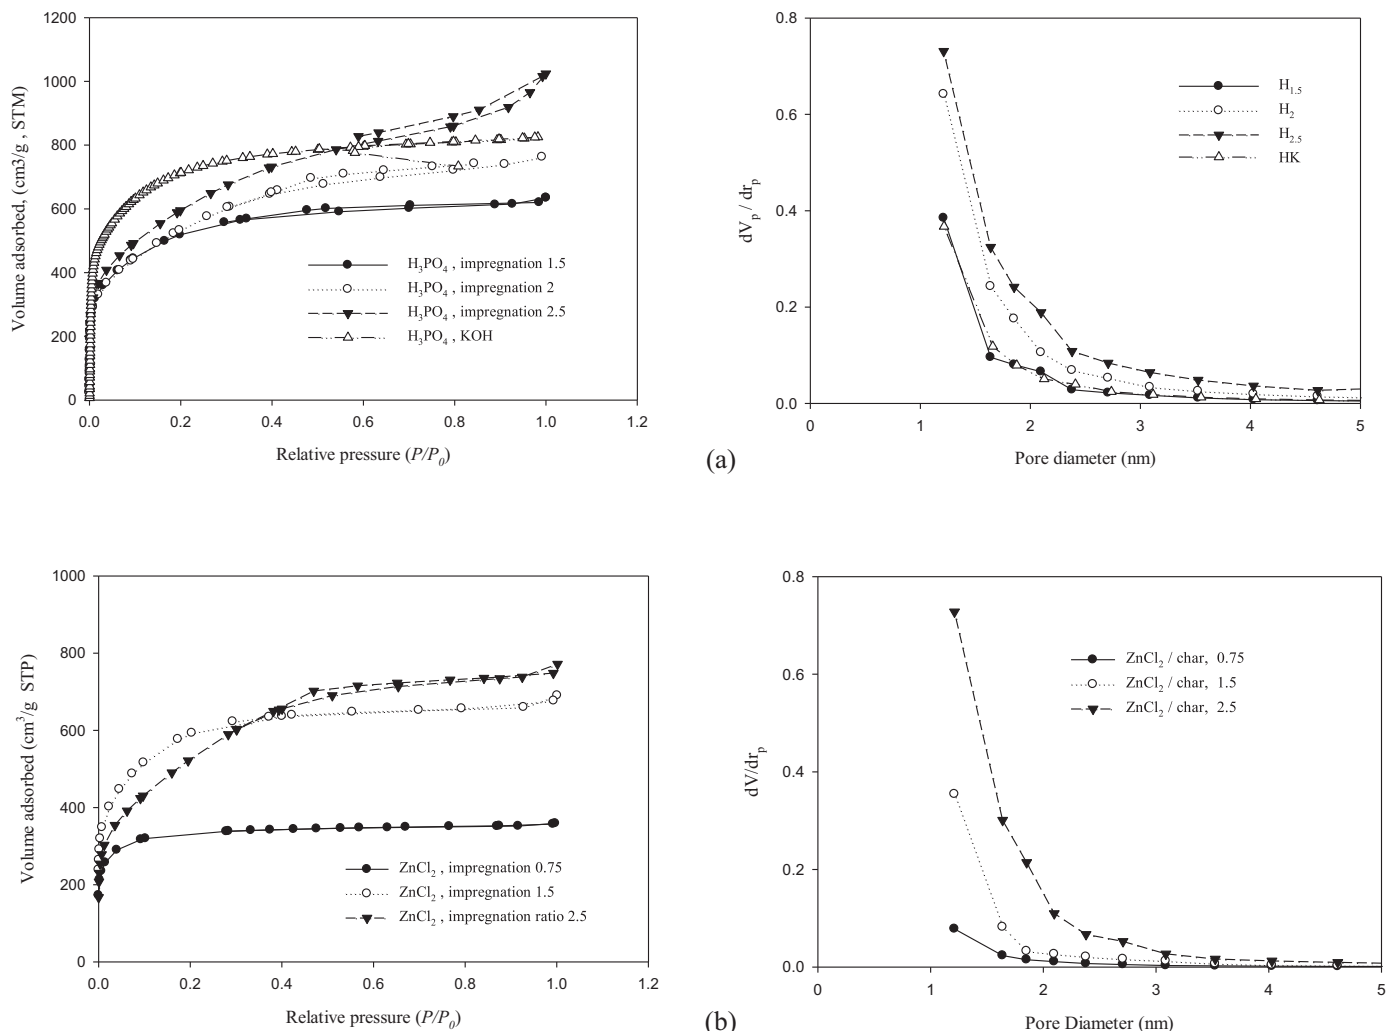 1200
1000
800
600
400
200
0
0.0 0.2 0.4 0.6 0.8 1.0 1.2
Volume adsorbed, (cm3/g , STM)
Relative pressure (P/P₀)
H₃PO₄ , impregnation 1.5
H₃PO₄ , impregnation 2
H₃PO₄ , impregnation 2.5
H₃PO₄ , KOH
0.8
0.6
0.4
0.2
0.0
0 1 2 3 4 5
dVₚ / drₚ
Pore diameter (nm)
H₁.₅
H₂
H₂.₅
HK
(a)
1000
800
600
400
200
0
0.0 0.2 0.4 0.6 0.8 1.0 1.2
Volume adsorbed (cm³/g STP)
Relative pressure (P/P₀)
ZnCl₂ , impregnation 0.75
ZnCl₂ , impregnation 1.5
ZnCl₂ , impregnation ratio 2.5
0.8
0.6
0.4
0.2
0.0
0 1 2 3 4 5
dV/drₚ
Pore Diameter (nm)
ZnCl₂ / char, 0.75
ZnCl₂ / char, 1.5
ZnCl₂ / char, 2.5
(b)